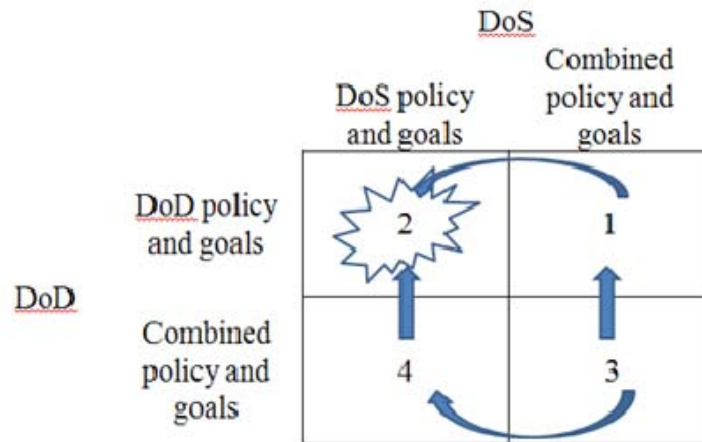 DoS
Combined
policy and
goals
DoS policy
and goals
DoD policy
and goals
2
1
DoD
Combined
policy and
goals
4
3